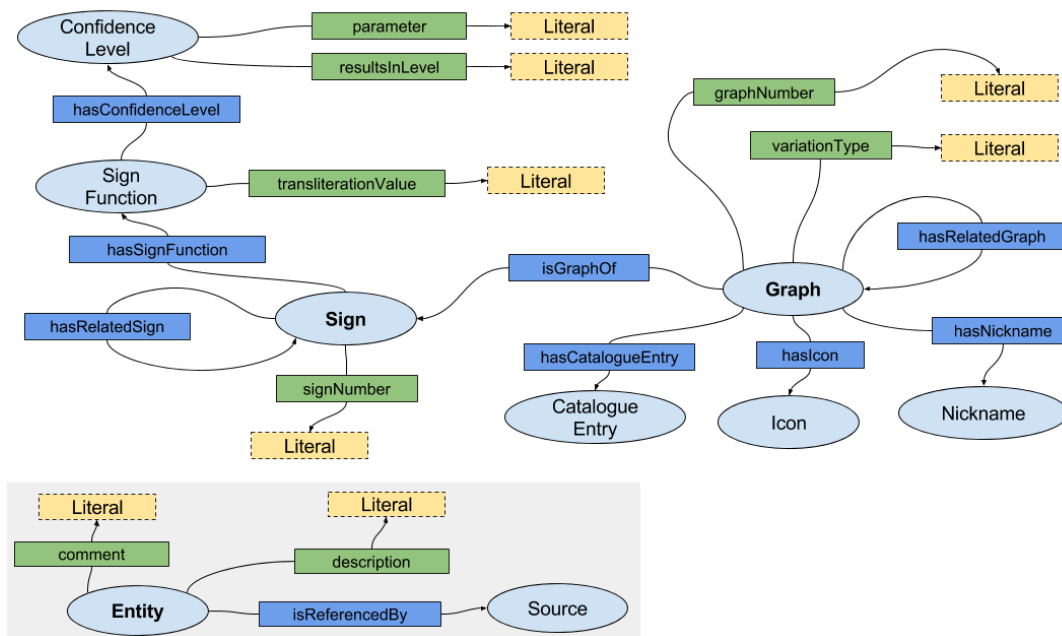 Confidence
Level
parameter
Literal
resultsInLevel
Literal
hasConfidenceLevel
graphNumber
Literal
variationType
Literal
Sign
Function
transliterationValue
Literal
hasSignFunction
hasRelatedGraph
isGraphOf
Graph
Sign
hasRelatedSign
hasNickname
hasCatalogueEntry
hasIcon
signNumber
Catalogue
Entry
Icon
Nickname
Literal
Literal
Literal
comment
description
Entity
isReferencedBy
Source